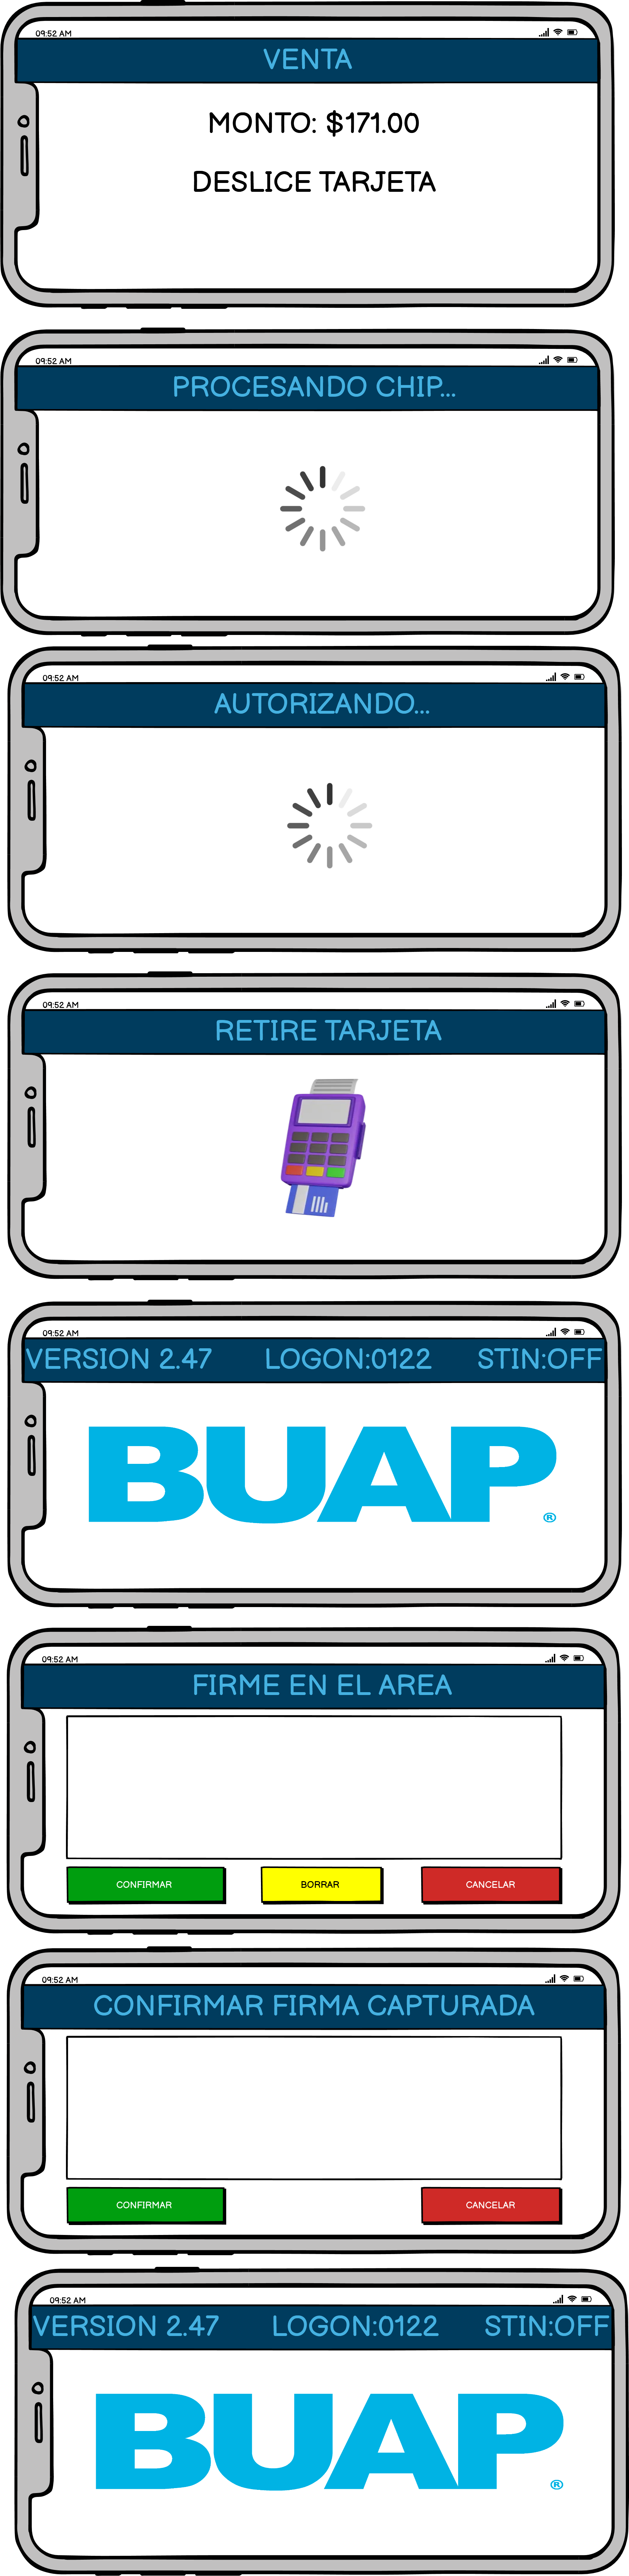 09:52 AM
VENTA
MONTO: $171.00
DESLICE TARJETA
09:52 AM
PROCESANDO CHIP...
09:52 AM
AUTORIZANDO...
09:52 AM
RETIRE TARJETA
09:52 AM
VERSION 2.47 LOGON:0122 STIN:OFF
BUAP®
09:52 AM
FIRME EN EL AREA
CONFIRMAR BORRAR CANCELAR
09:52 AM
CONFIRMAR FIRMA CAPTURADA
CONFIRMAR CANCELAR
09:52 AM
VERSION 2.47 LOGON:0122 STIN:OFF
BUAP®